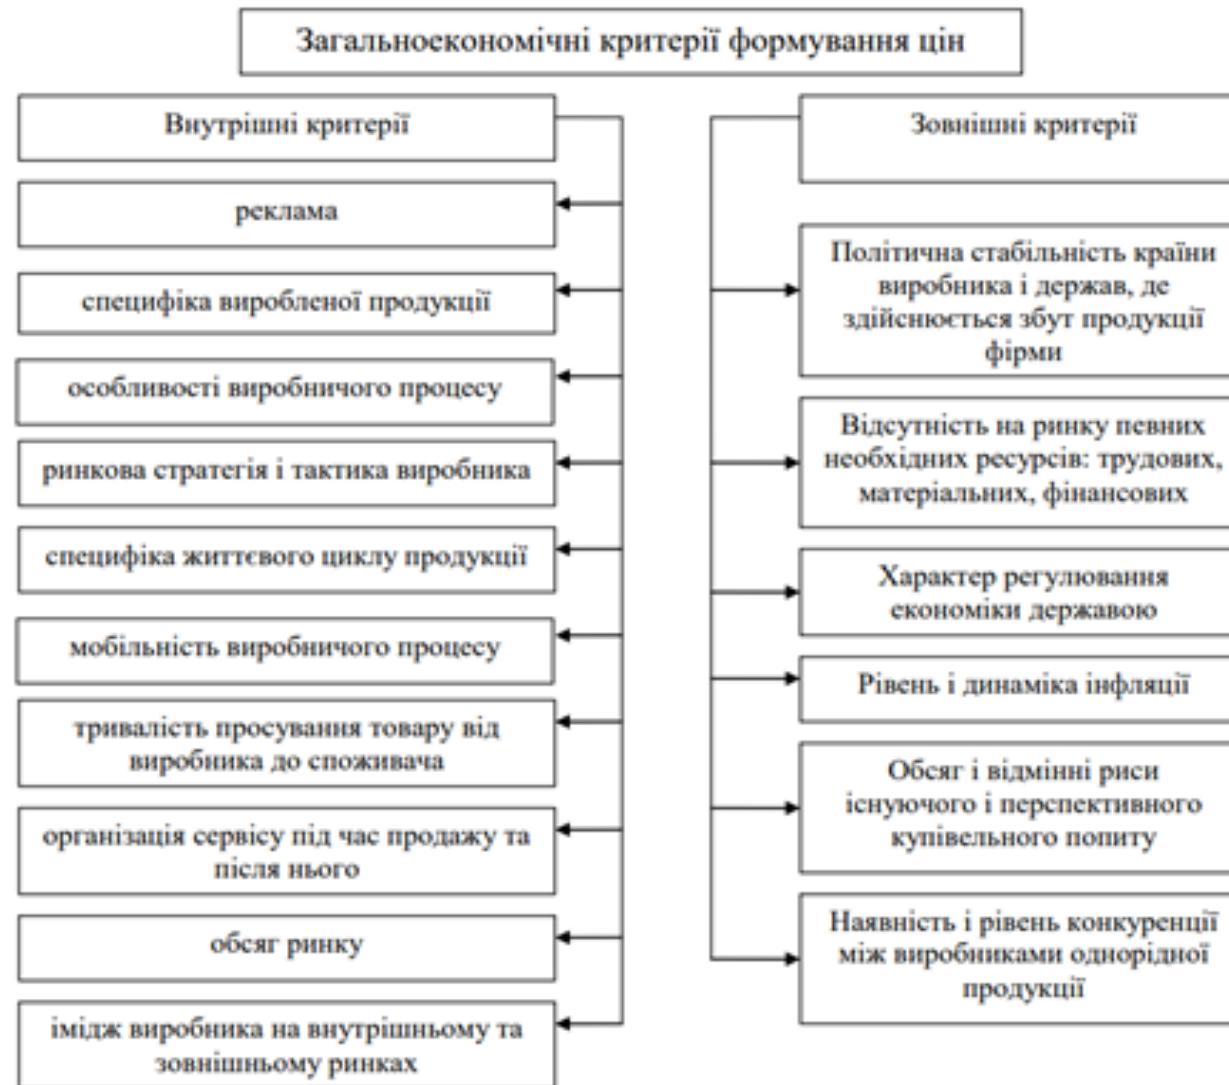 Загальноекономічні критерії формування цін
Внутрішні критерії
реклама
специфіка виробленої продукції
особливості виробничого процесу
ринкова стратегія і тактика виробника
специфіка життєвого циклу продукції
мобільність виробничого процесу
тривалість просування товару від
виробника до споживача
організація сервісу під час продажу та
після нього
обсяг ринку
імідж виробника на внутрішньому та
зовнішньому ринках
Зовнішні критерії
Політична стабільність країни
виробника і держав, де
здійснюється збут продукції
фірми
Відсутність на ринку певних
необхідних ресурсів: трудових,
матеріальних, фінансових
Характер регулювання
економіки державою
Рівень і динаміка інфляції
Обсяг і відмінні риси
існуючого і перспективного
купівельного попиту
Наявність і рівень конкуренції
між виробниками однорідної
продукції